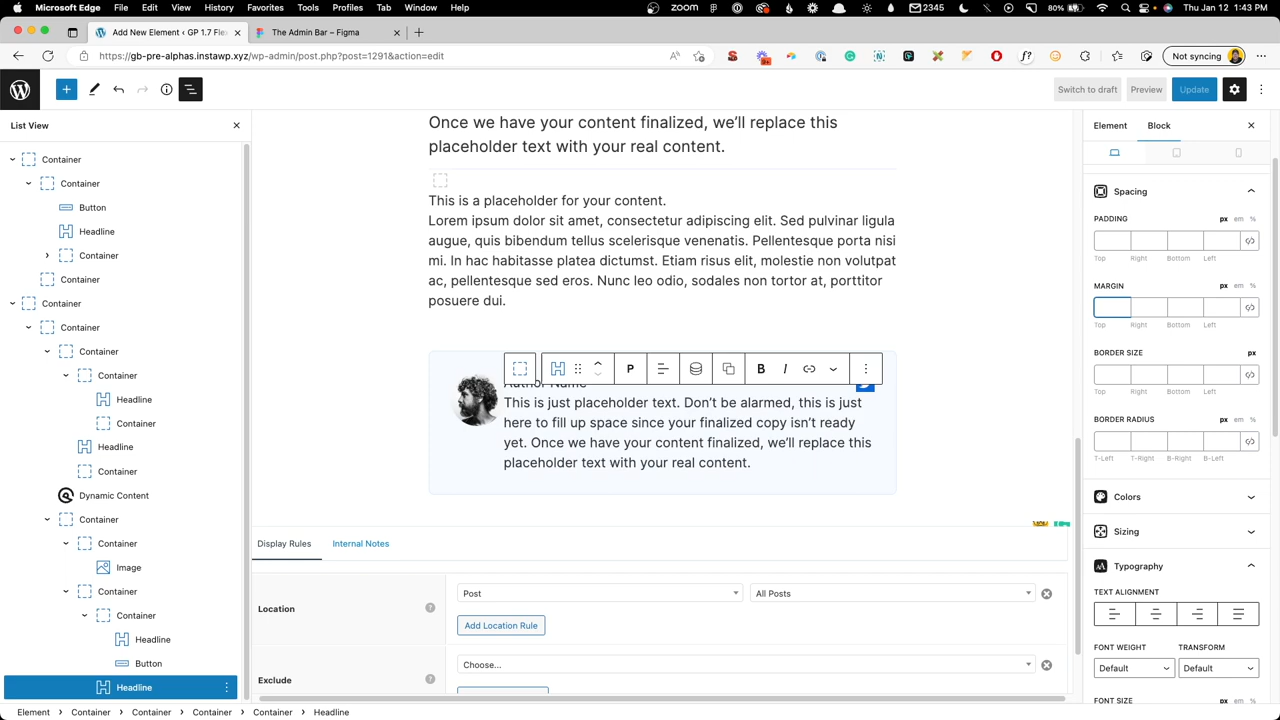 Microsoft Edge File Edit View History Favorites Tools Profiles Tab Window Help ZOOM 2345 80% Thu Jan 12 1:43 PM
Add New Element ‹ GP 1.7 Flex × The Admin Bar – Figma × +
https://gb-pre-alphas.instawp.xyz/wp-admin/post.php?post=1291&action=edit Not syncing
Switch to draft Preview Update
List View
Container
Container
Button
Headline
Container
Container
Container
Container
Container
Container
Headline
Container
Headline
Container
Dynamic Content
Container
Container
Image
Container
Container
Headline
Button
Headline
Once we have your content finalized, we'll replace this
placeholder text with your real content.
This is a placeholder for your content.
Lorem ipsum dolor sit amet, consectetur adipiscing elit. Sed pulvinar ligula
augue, quis bibendum tellus scelerisque venenatis. Pellentesque porta nisi
mi. In hac habitasse platea dictumst. Etiam risus elit, molestie non volutpat
ac, pellentesque sed eros. Nunc leo odio, sodales non tortor at, porttitor
posuere dui.
P B I
Author Name
This is just placeholder text. Don't be alarmed, this is just
here to fill up space since your finalized copy isn't ready
yet. Once we have your content finalized, we'll replace this
placeholder text with your real content.
Display Rules Internal Notes
Location ? Post All Posts
Add Location Rule
Exclude ? Choose...
Element Block
Spacing
PADDING px em %
Top Right Bottom Left
MARGIN px em %
Top Right Bottom Left
BORDER SIZE px
Top Right Bottom Left
BORDER RADIUS px em %
T-Left T-Right B-Right B-Left
Colors
Sizing
Typography
TEXT ALIGNMENT
FONT WEIGHT TRANSFORM
Default Default
FONT SIZE px em %
Element > Container > Container > Container > Container > Headline